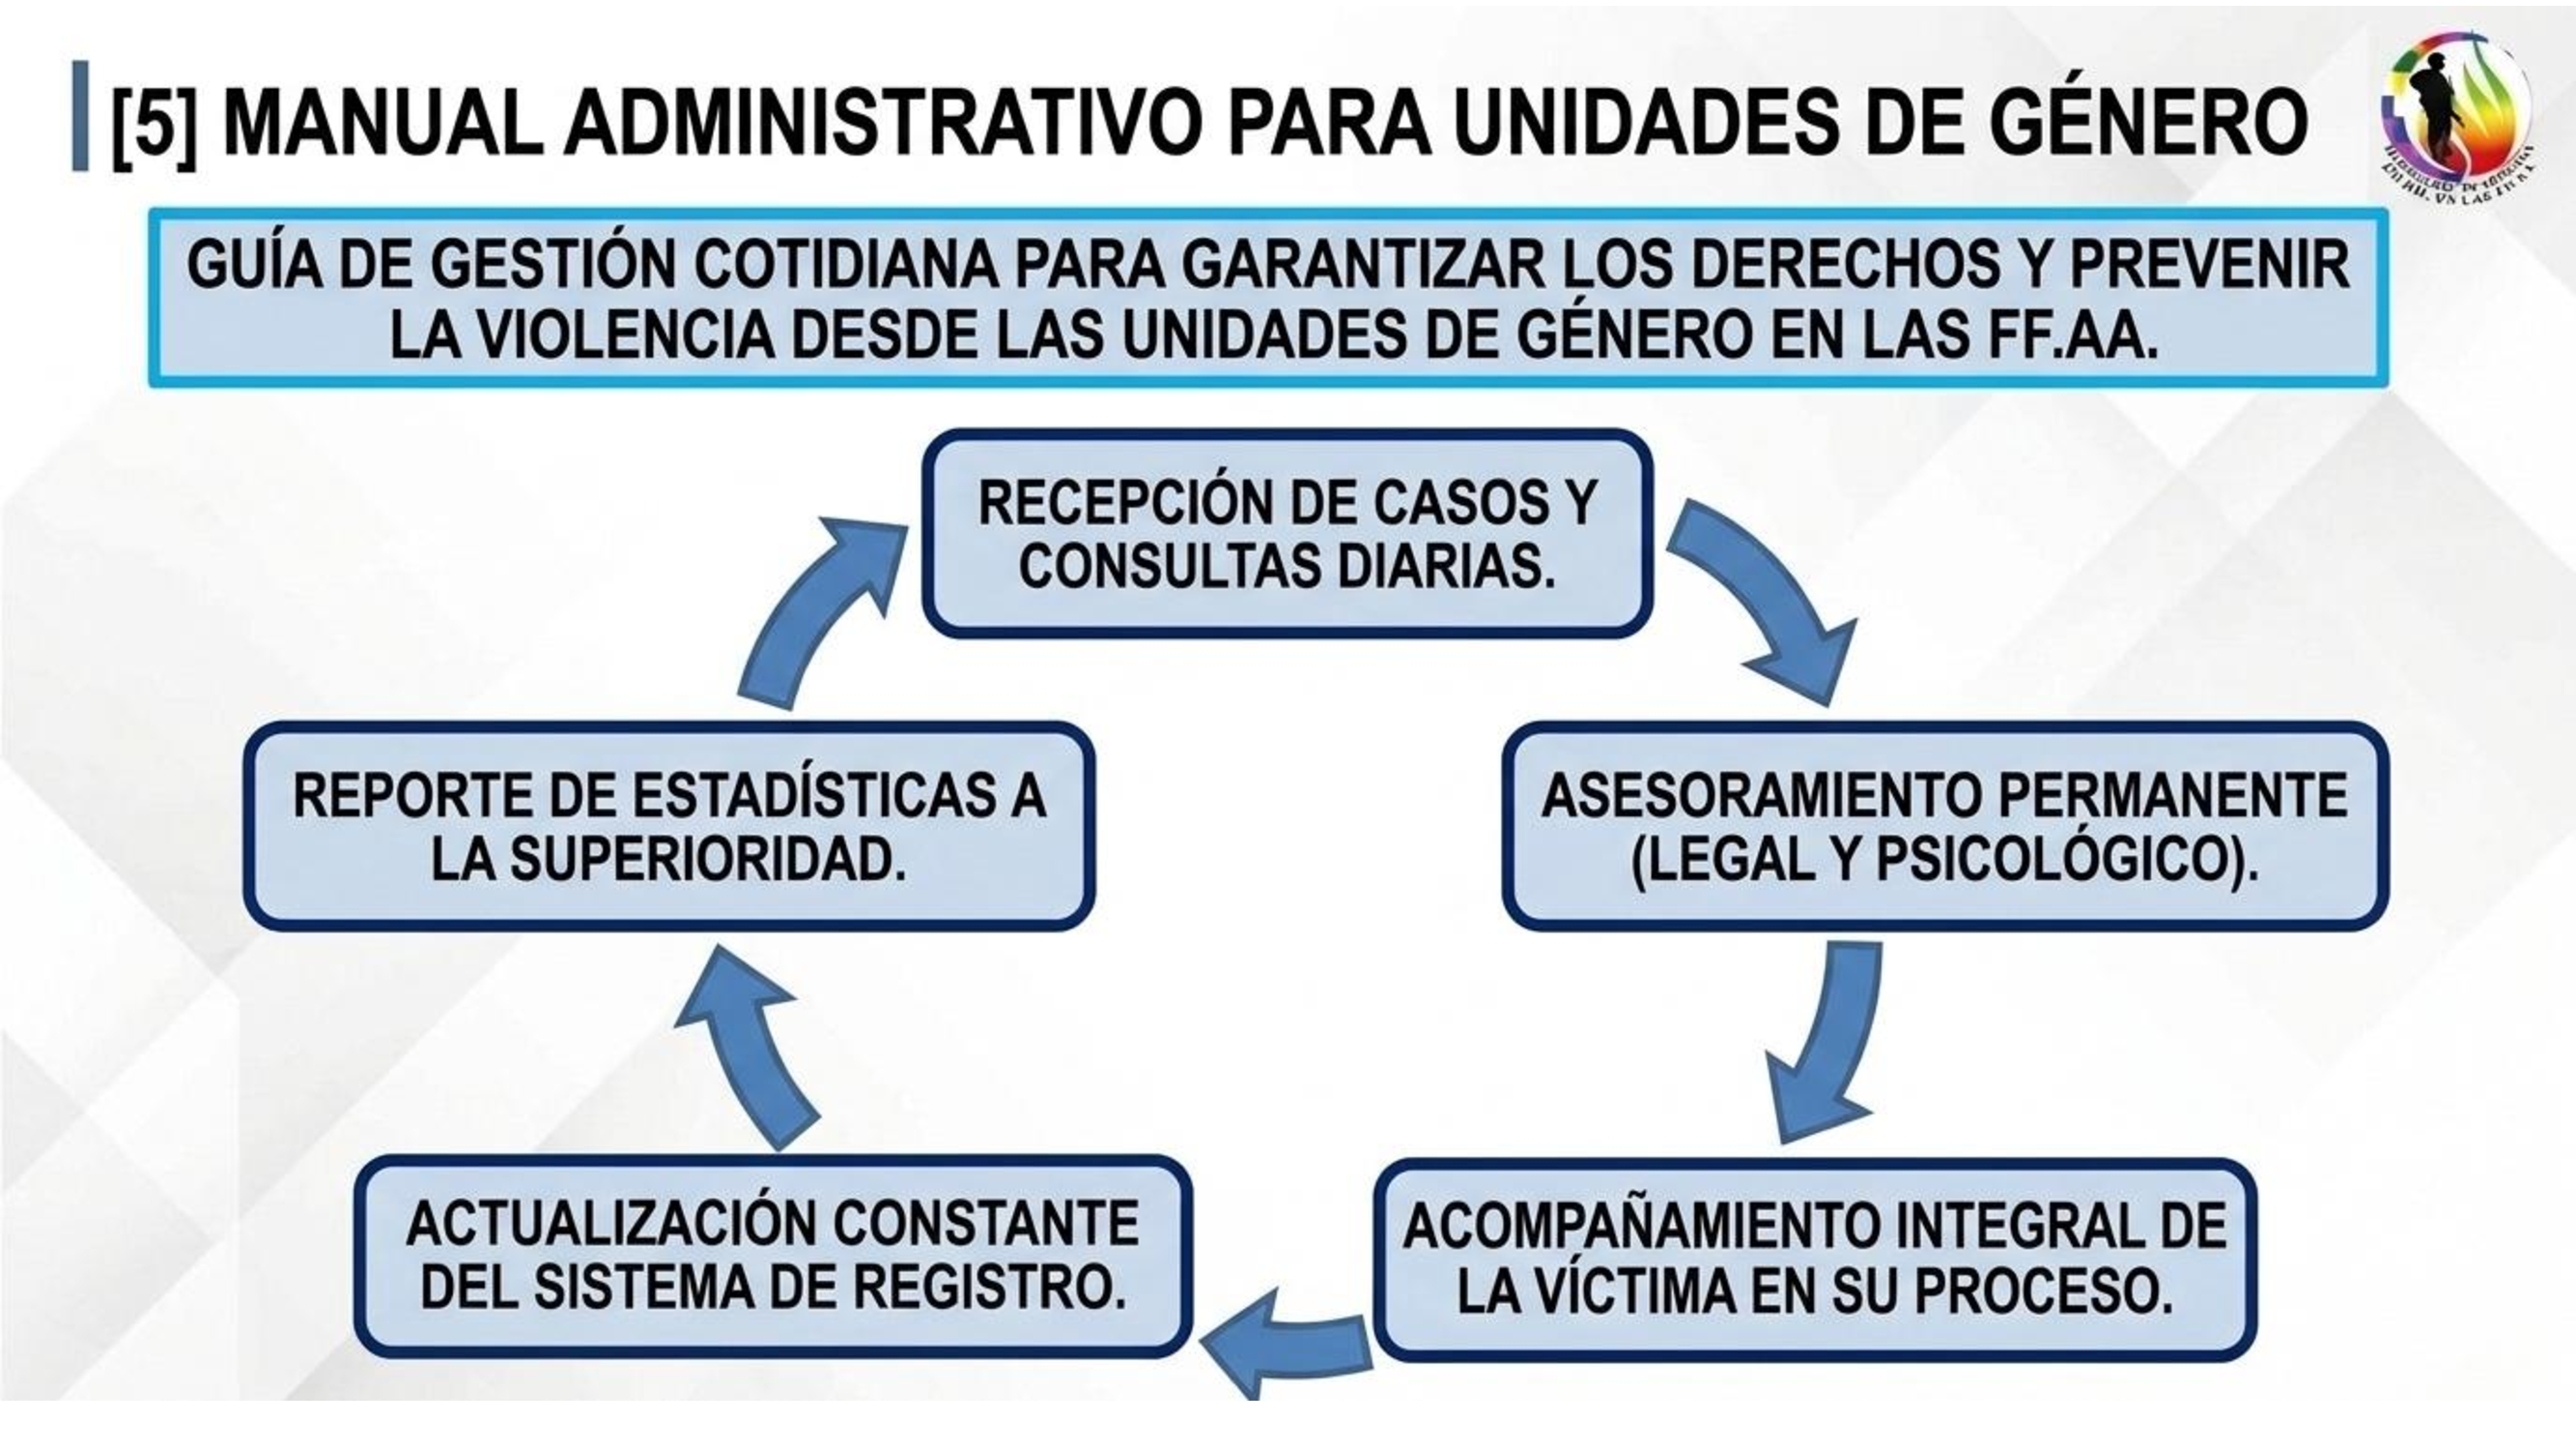 [5] MANUAL ADMINISTRATIVO PARA UNIDADES DE GÉNERO
GUÍA DE GESTIÓN COTIDIANA PARA GARANTIZAR LOS DERECHOS Y PREVENIR
LA VIOLENCIA DESDE LAS UNIDADES DE GÉNERO EN LAS FF.AA.
RECEPCIÓN DE CASOS Y
CONSULTAS DIARIAS.
REPORTE DE ESTADÍSTICAS A
LA SUPERIORIDAD.
ASESORAMIENTO PERMANENTE
(LEGAL Y PSICOLÓGICO).
ACTUALIZACIÓN CONSTANTE
DEL SISTEMA DE REGISTRO.
ACOMPAÑAMIENTO INTEGRAL DE
LA VÍCTIMA EN SU PROCESO.